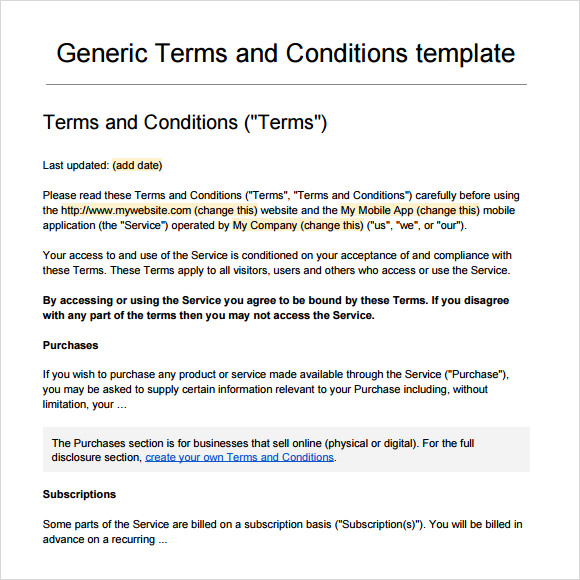 Generic Terms and Conditions template
Terms and Conditions ("Terms")
Last updated: (add date)
Please read these Terms and Conditions ("Terms", "Terms and Conditions") carefully before using
the http://www.mywebsite.com (change this) website and the My Mobile App (change this) mobile
application (the "Service") operated by My Company (change this) ("us", "we", or "our").
Your access to and use of the Service is conditioned on your acceptance of and compliance with
these Terms. These Terms apply to all visitors, users and others who access or use the Service.
By accessing or using the Service you agree to be bound by these Terms. If you disagree
with any part of the terms then you may not access the Service.
Purchases
If you wish to purchase any product or service made available through the Service ("Purchase"),
you may be asked to supply certain information relevant to your Purchase including, without
limitation, your ...
The Purchases section is for businesses that sell online (physical or digital). For the full
disclosure section, create your own Terms and Conditions.
Subscriptions
Some parts of the Service are billed on a subscription basis ("Subscription(s)"). You will be billed in
advance on a recurring ...